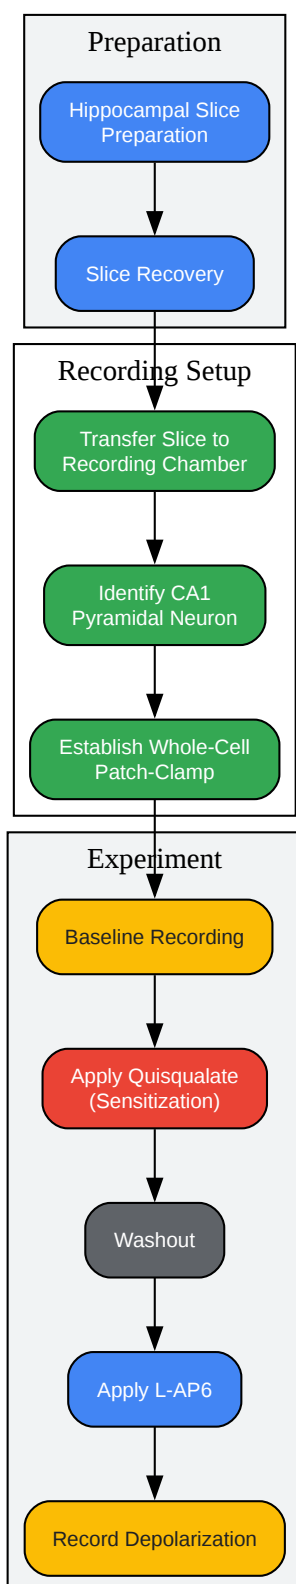 Preparation
Hippocampal Slice
Preparation
Slice Recovery
Recording Setup
Transfer Slice to
Recording Chamber
Identify CA1
Pyramidal Neuron
Establish Whole-Cell
Patch-Clamp
Experiment
Baseline Recording
Apply Quisqualate
(Sensitization)
Washout
Apply L-AP6
Record Depolarization